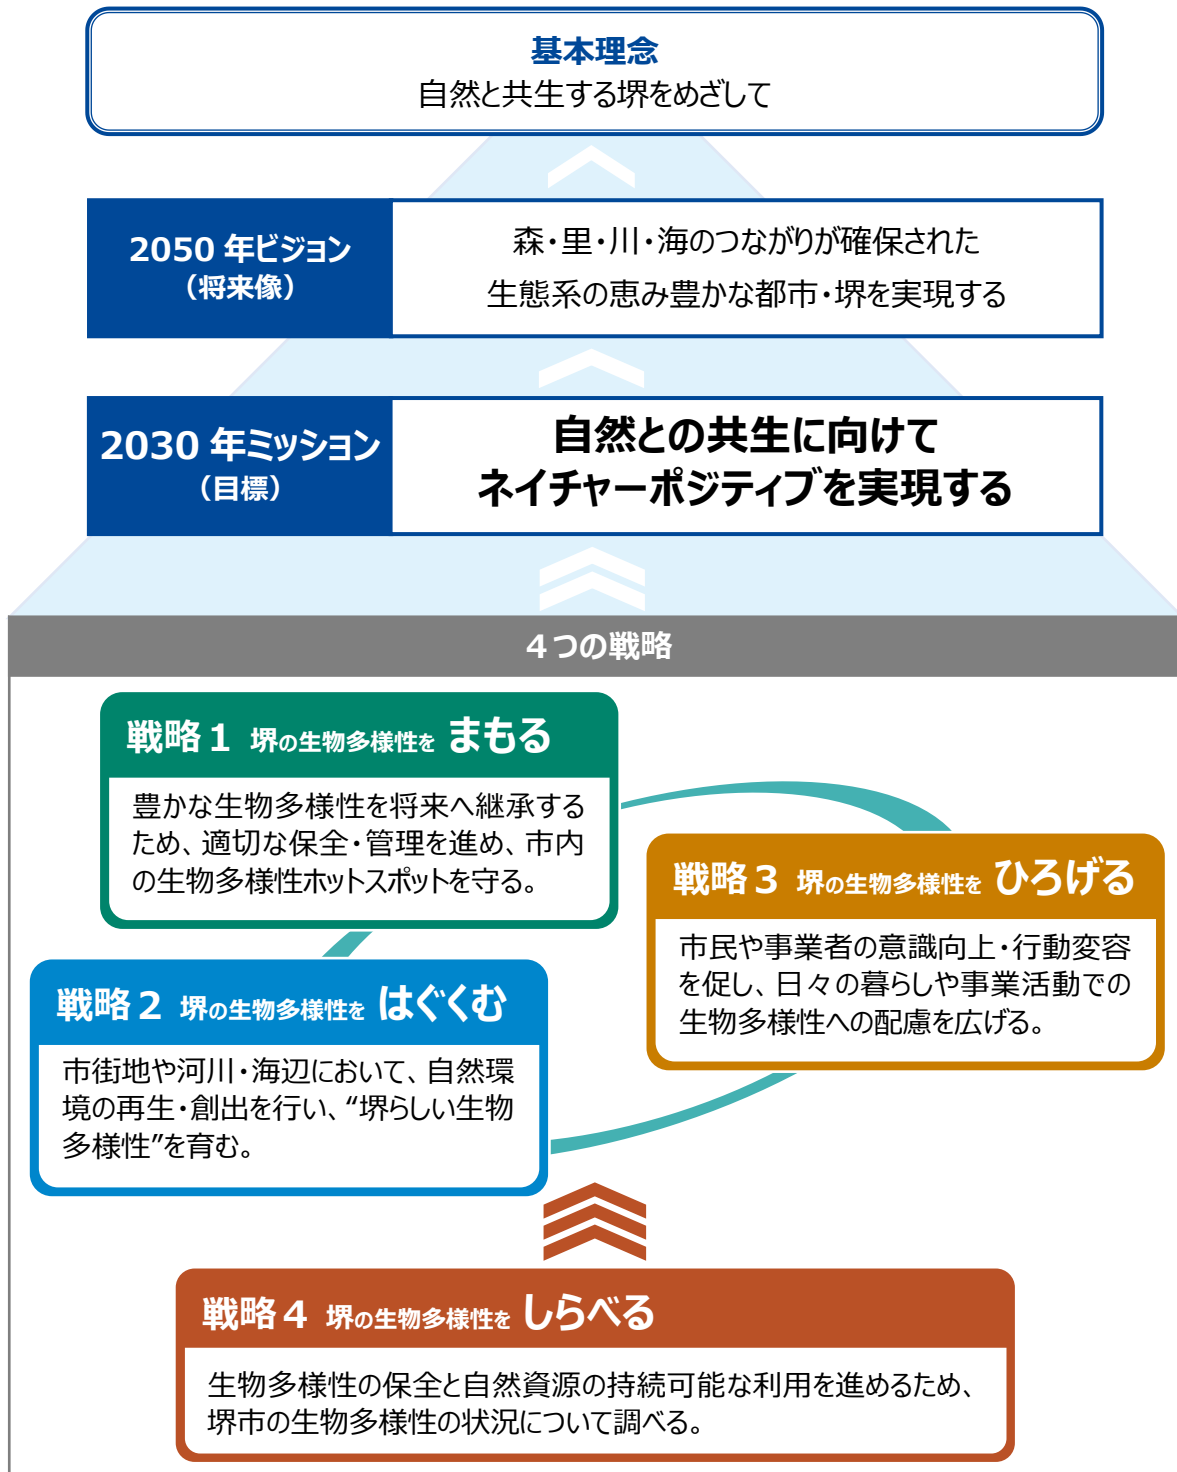 基本理念
自然と共生する堺をめざして
2050 年ビジョン
（将来像）
森・里・川・海のつながりが確保された
生態系の恵み豊かな都市・堺を実現する
2030 年ミッション
（目標）
自然との共生に向けて
ネイチャーポジティブを実現する
４つの戦略
戦略１ 堺の生物多様性を まもる
豊かな生物多様性を将来へ継承する
ため、適切な保全・管理を進め、市内
の生物多様性ホットスポットを守る。
戦略３ 堺の生物多様性を ひろげる
市民や事業者の意識向上・行動変容
を促し、日々の暮らしや事業活動での
生物多様性への配慮を広げる。
戦略２ 堺の生物多様性を はぐくむ
市街地や河川・海辺において、自然環
境の再生・創出を行い、“堺らしい生物
多様性”を育む。
戦略４ 堺の生物多様性を しらべる
生物多様性の保全と自然資源の持続可能な利用を進めるため、
堺市の生物多様性の状況について調べる。